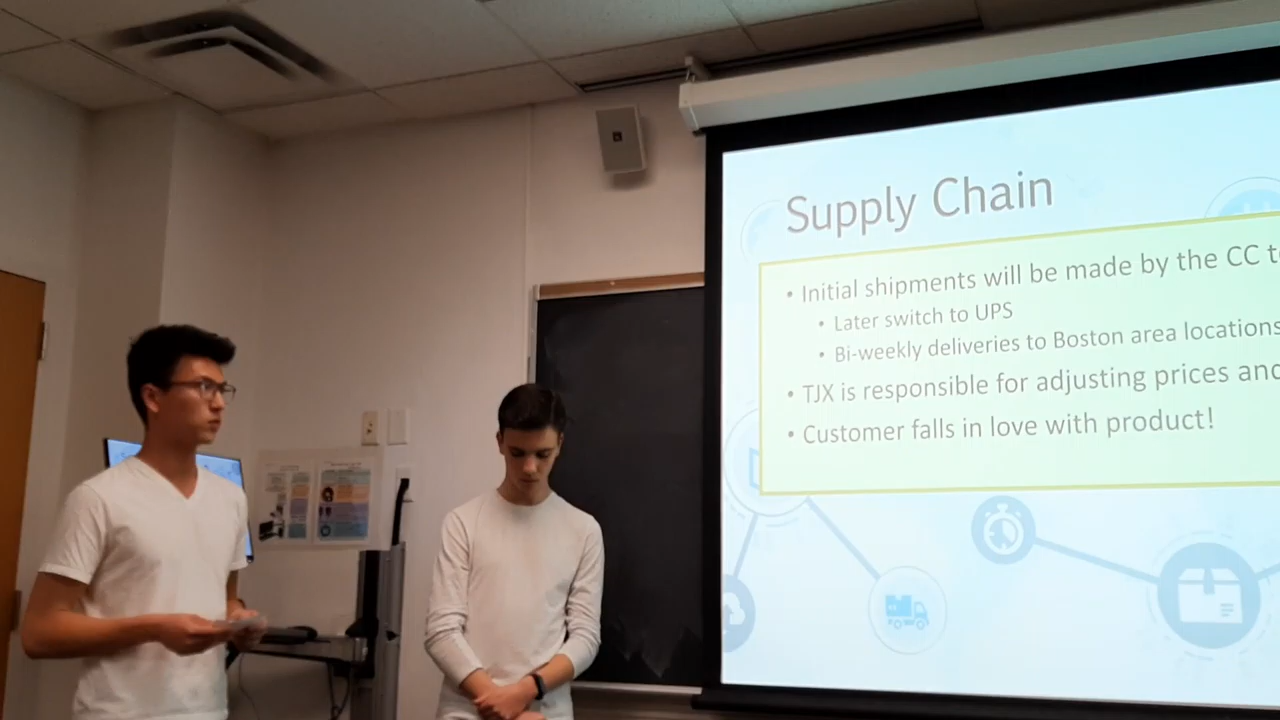 Supply Chain
• Initial shipments will be made by the CC t
• Later switch to UPS
• Bi-weekly deliveries to Boston area locations
• TJX is responsible for adjusting prices and
• Customer falls in love with product!